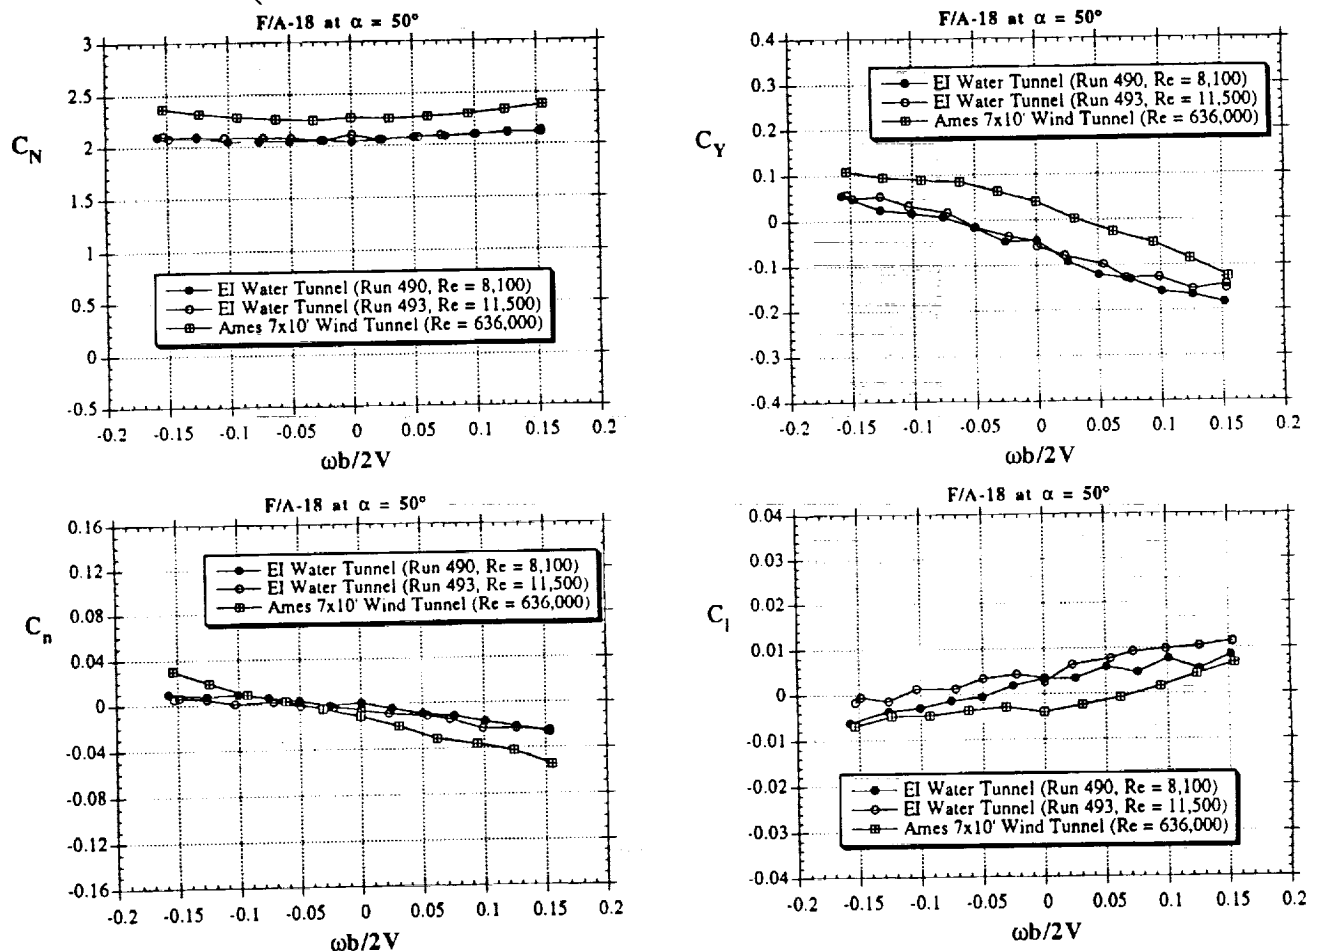 F/A-18 at α = 50°
3
2.5
2
1.5
1
0.5
0
-0.5
C_N
EI Water Tunnel (Run 490, Re = 8,100)
EI Water Tunnel (Run 493, Re = 11,500)
Ames 7x10' Wind Tunnel (Re = 636,000)
-0.2 -0.15 -0.1 -0.05 0 0.05 0.1 0.15 0.2
ωb/2V
F/A-18 at α = 50°
0.4
0.3
0.2
0.1
0
-0.1
-0.2
-0.3
-0.4
C_Y
EI Water Tunnel (Run 490, Re = 8,100)
EI Water Tunnel (Run 493, Re = 11,500)
Ames 7x10' Wind Tunnel (Re = 636,000)
-0.2 -0.15 -0.1 -0.05 0 0.05 0.1 0.15 0.2
ωb/2V
F/A-18 at α = 50°
0.16
0.12
0.08
0.04
0
-0.04
-0.08
-0.12
-0.16
C_n
EI Water Tunnel (Run 490, Re = 8,100)
EI Water Tunnel (Run 493, Re = 11,500)
Ames 7x10' Wind Tunnel (Re = 636,000)
-0.2 -0.15 -0.1 -0.05 0 0.05 0.1 0.15 0.2
ωb/2V
F/A-18 at α = 50°
0.04
0.03
0.02
0.01
0
-0.01
-0.02
-0.03
-0.04
C_l
EI Water Tunnel (Run 490, Re = 8,100)
EI Water Tunnel (Run 493, Re = 11,500)
Ames 7x10' Wind Tunnel (Re = 636,000)
-0.2 -0.15 -0.1 -0.05 0 0.05 0.1 0.15 0.2
ωb/2V